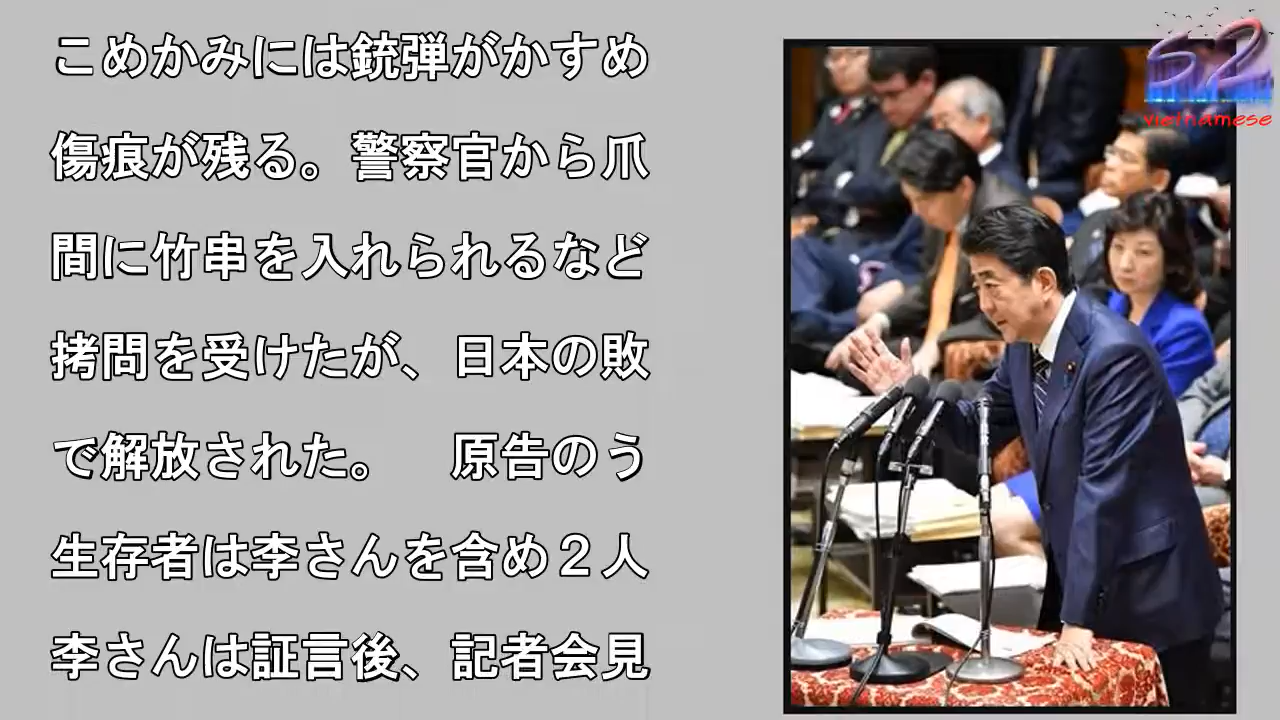 こめかみには銃弾がかすめ
傷痕が残る。警察官から爪
間に竹串を入れられるなど
拷問を受けたが、日本の敗
で解放された。　原告のう
生存者は李さんを含め２人
李さんは証言後、記者会見
S2
vietnamese